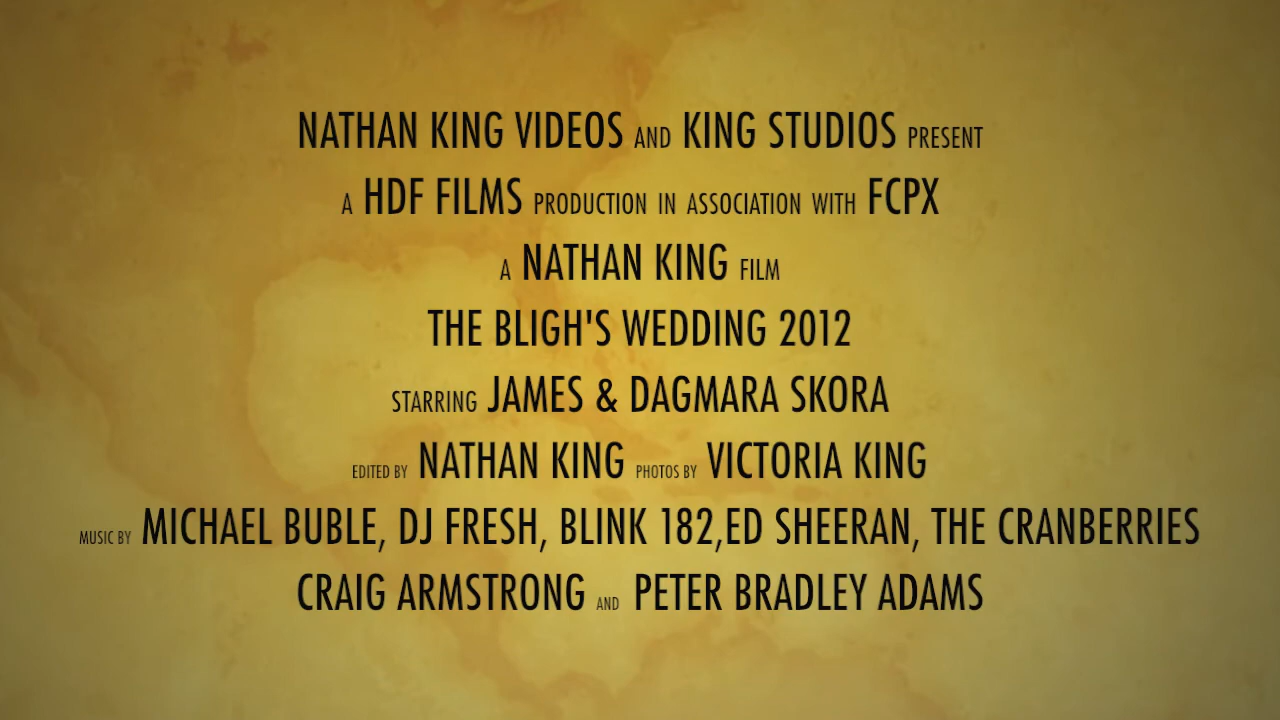 NATHAN KING VIDEOS AND KING STUDIOS PRESENT
A HDF FILMS PRODUCTION IN ASSOCIATION WITH FCPX
A NATHAN KING FILM
THE BLIGH'S WEDDING 2012
STARRING JAMES & DAGMARA SKORA
EDITED BY NATHAN KING PHOTOS BY VICTORIA KING
MUSIC BY MICHAEL BUBLE, DJ FRESH, BLINK 182,ED SHEERAN, THE CRANBERRIES
CRAIG ARMSTRONG AND PETER BRADLEY ADAMS